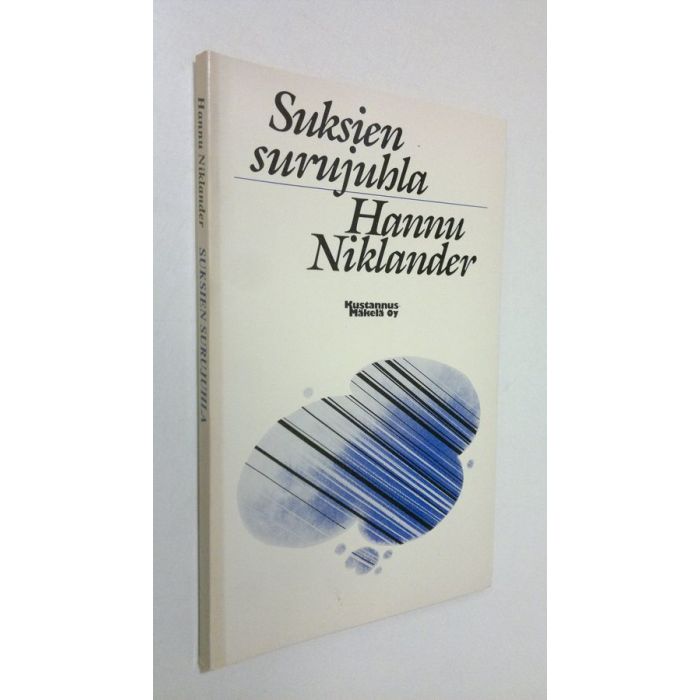 Suksien
surujuhla
Hannu
Niklander
Kustannus-
Mäkelä Oy
Hannu Niklander SUKSIEN SURUJUHLA